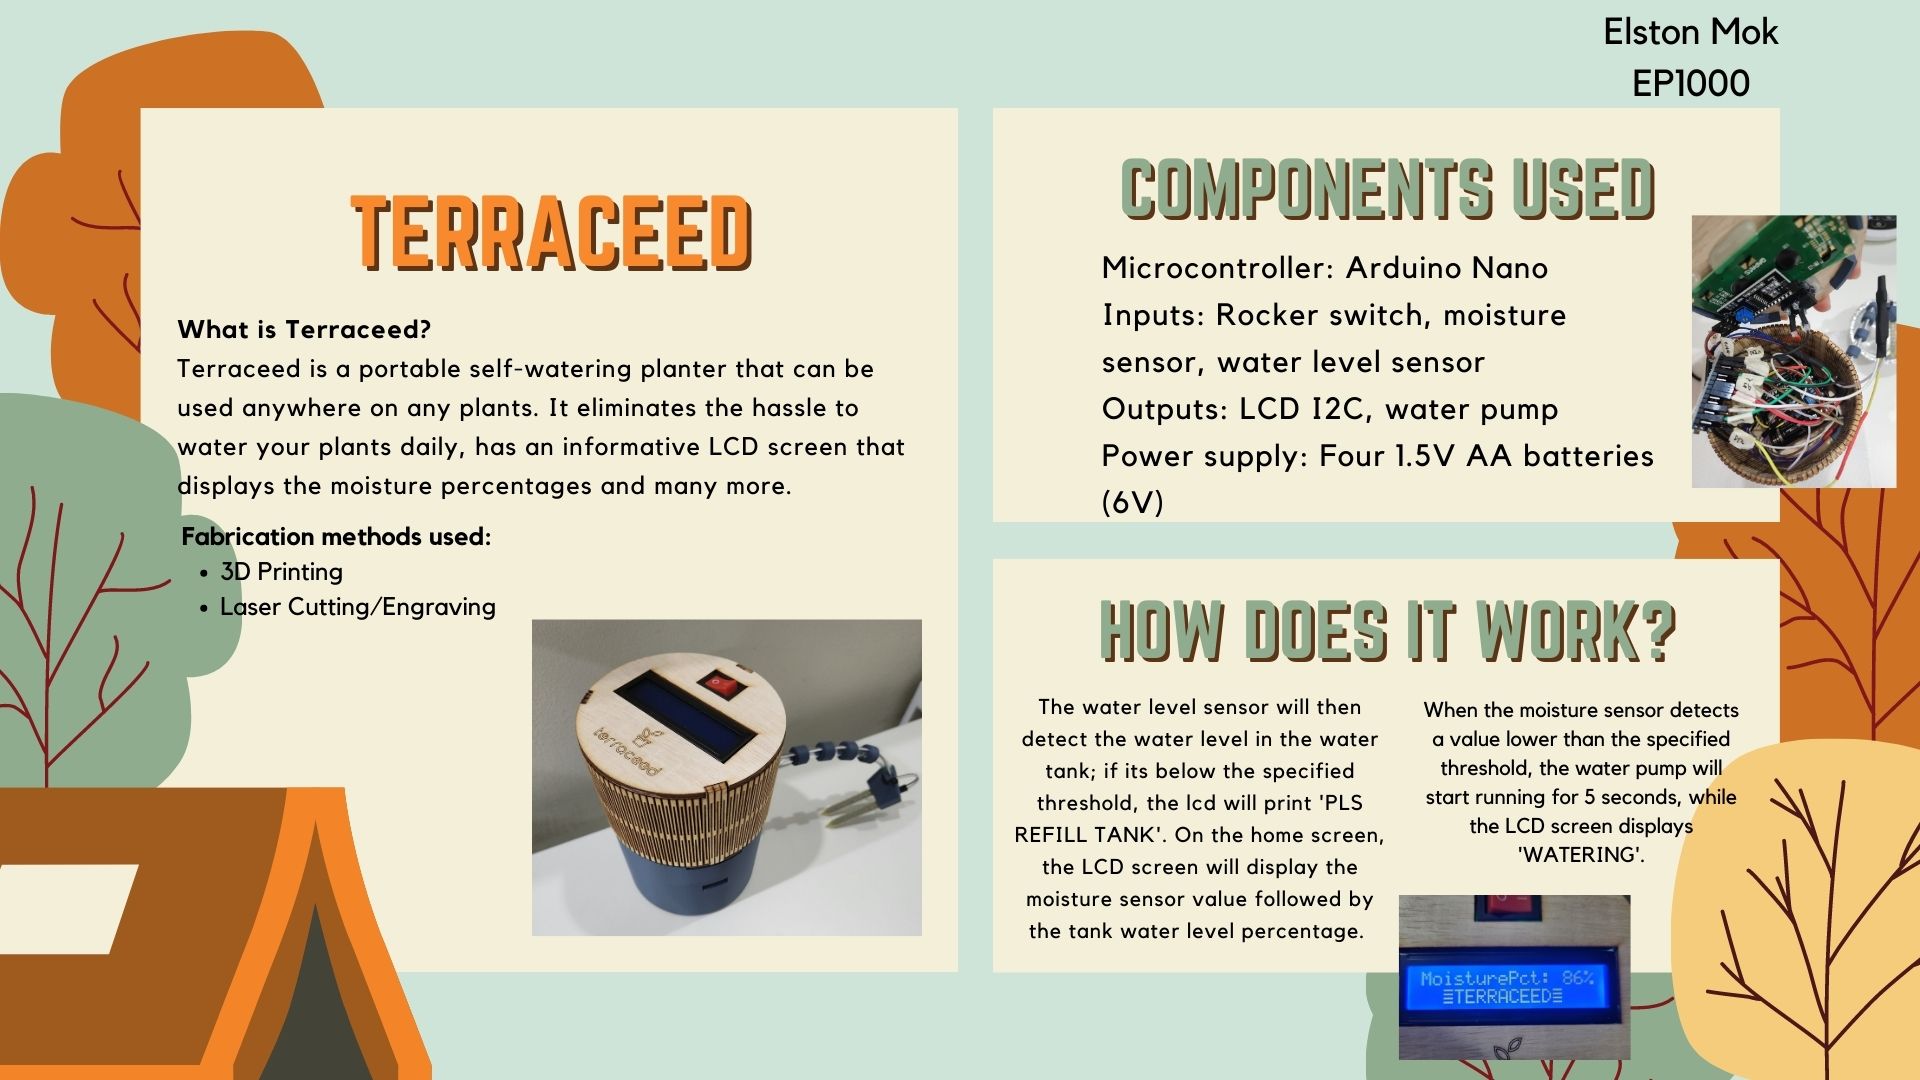 Elston Mok
EP1000
TERRACEED
What is Terraceed?
Terraceed is a portable self-watering planter that can be
used anywhere on any plants. It eliminates the hassle to
water your plants daily, has an informative LCD screen that
displays the moisture percentages and many more.
Fabrication methods used:
• 3D Printing
• Laser Cutting/Engraving
terraceed
COMPONENTS USED
Microcontroller: Arduino Nano
Inputs: Rocker switch, moisture
sensor, water level sensor
Outputs: LCD I2C, water pump
Power supply: Four 1.5V AA batteries
(6V)
HOW DOES IT WORK?
The water level sensor will then
detect the water level in the water
tank; if its below the specified
threshold, the lcd will print 'PLS
REFILL TANK'. On the home screen,
the LCD screen will display the
moisture sensor value followed by
the tank water level percentage.
When the moisture sensor detects
a value lower than the specified
threshold, the water pump will
start running for 5 seconds, while
the LCD screen displays
'WATERING'.
MoisturePct: 86%
≡TERRACEED≡